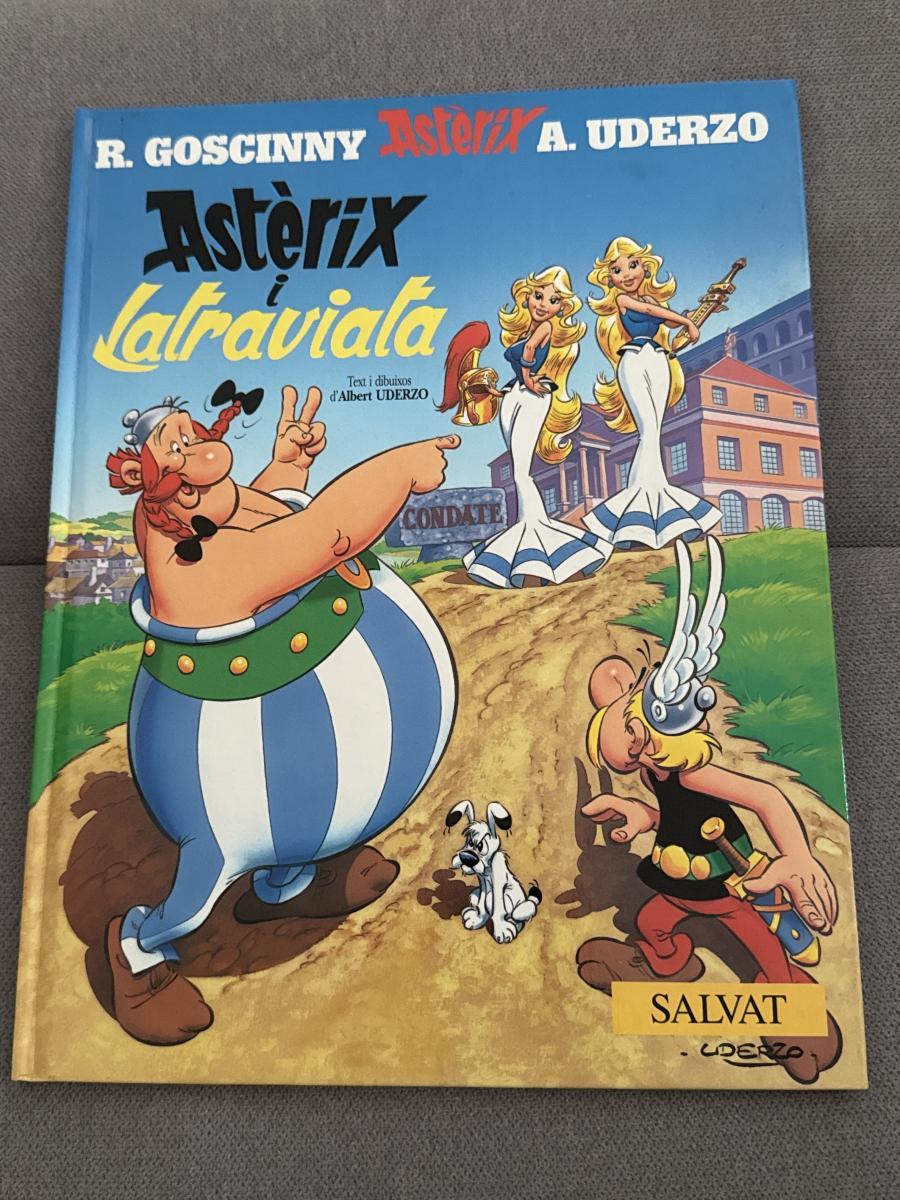 R. GOSCINNY Astèrix A. UDERZO
Astèrix
i
Latraviata
Text i dibuixos
d'Albert UDERZO
CONDATE
SALVAT
· UDERZO ·